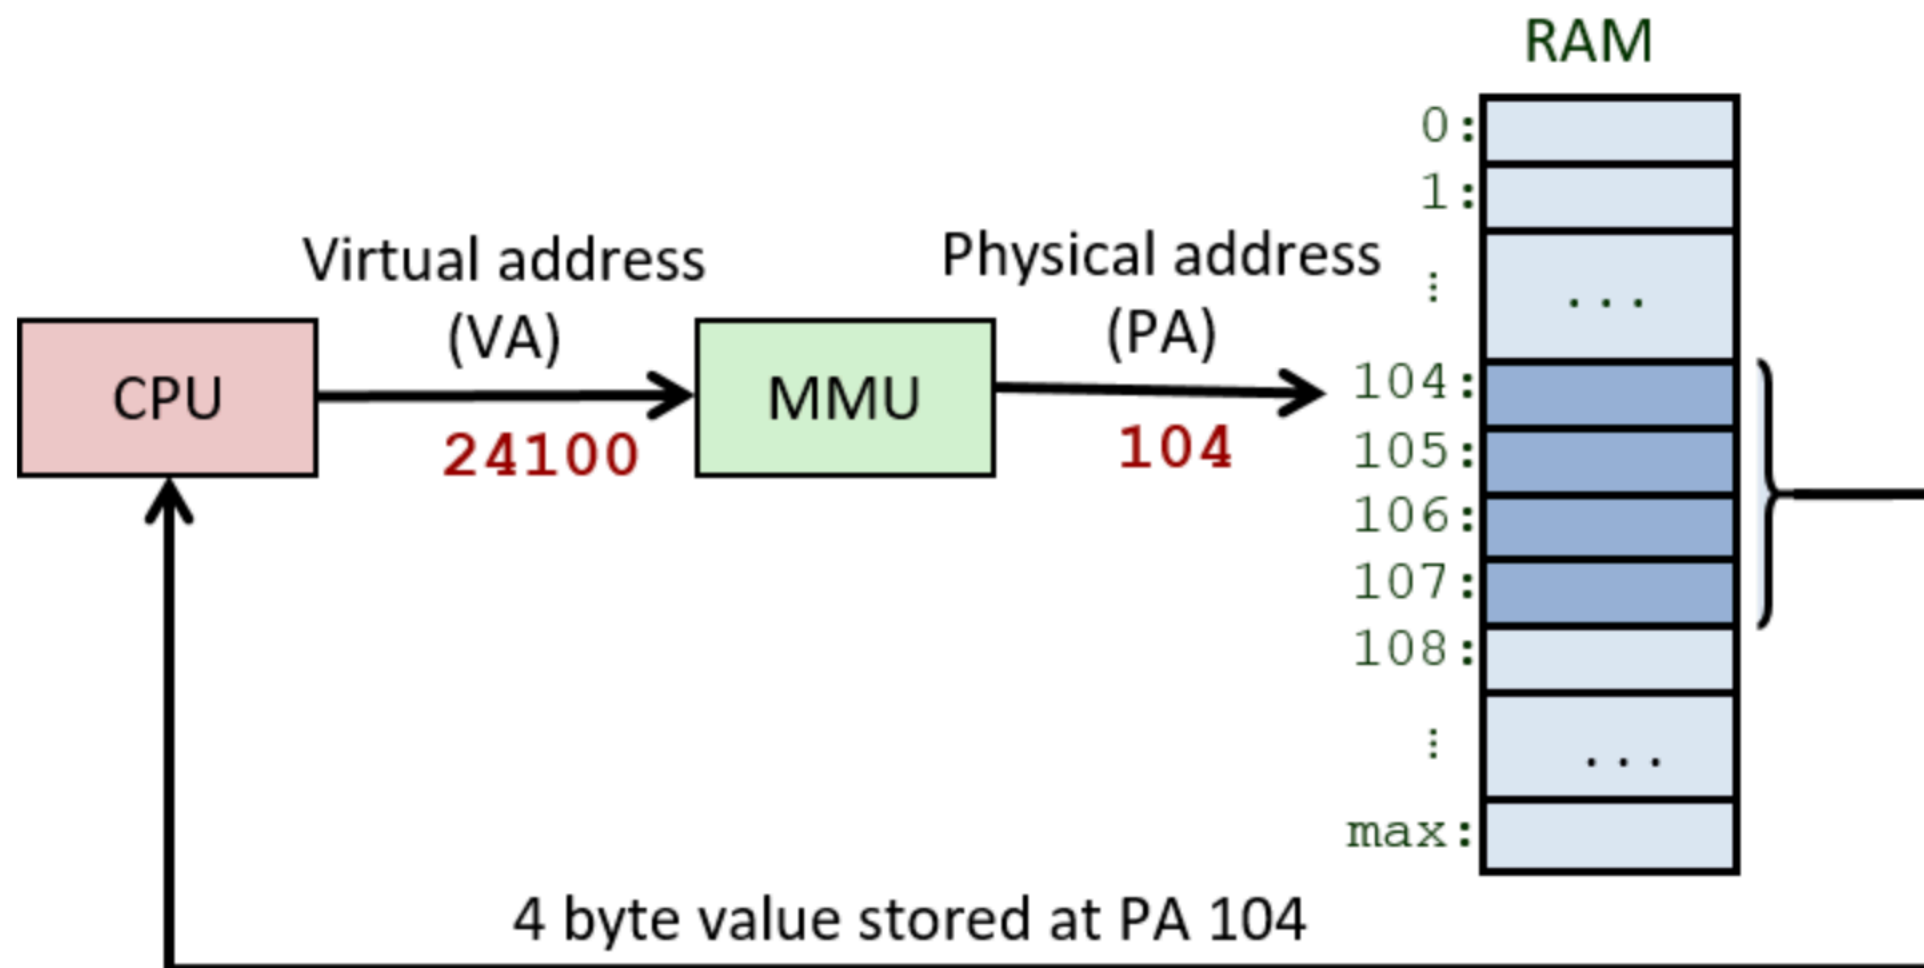 RAM
0:
1:
⋮
...
Virtual address
(VA)
Physical address
(PA)
CPU
MMU
24100
104
104:
105:
106:
107:
108:
⋮
...
max:
4 byte value stored at PA 104